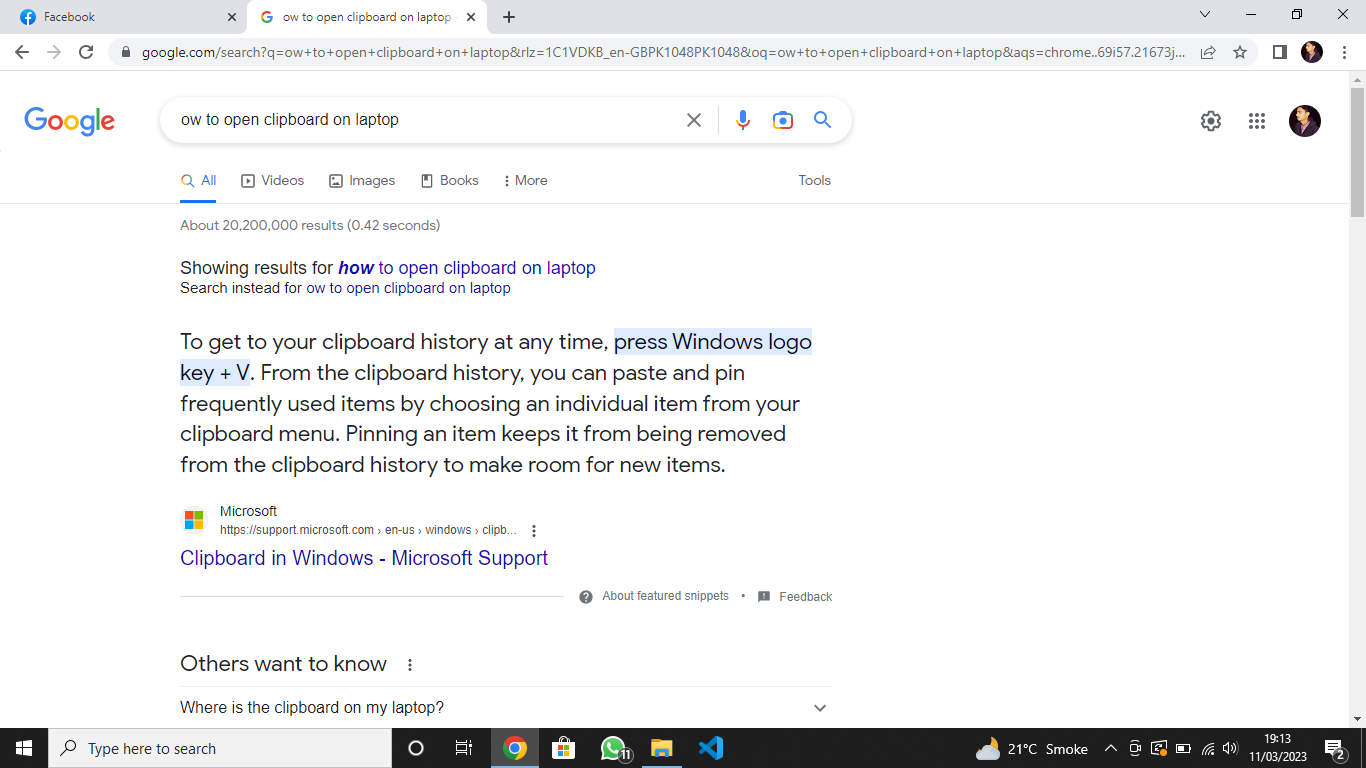 Facebook
ow to open clipboard on laptop -
google.com/search?q=ow+to+open+clipboard+on+laptop&rlz=1C1VDKB_en-GBPK1048PK1048&oq=ow+to+open+clipboard+on+laptop&aqs=chrome..69i57.21673j...
Google
ow to open clipboard on laptop
All Videos Images Books More Tools
About 20,200,000 results (0.42 seconds)
Showing results for how to open clipboard on laptop
Search instead for ow to open clipboard on laptop
To get to your clipboard history at any time, press Windows logo
key + V. From the clipboard history, you can paste and pin
frequently used items by choosing an individual item from your
clipboard menu. Pinning an item keeps it from being removed
from the clipboard history to make room for new items.
Microsoft
https://support.microsoft.com › en-us › windows › clipb...
Clipboard in Windows - Microsoft Support
About featured snippets • Feedback
Others want to know
Where is the clipboard on my laptop?
Type here to search
11
21°C Smoke
19:13
11/03/2023
2